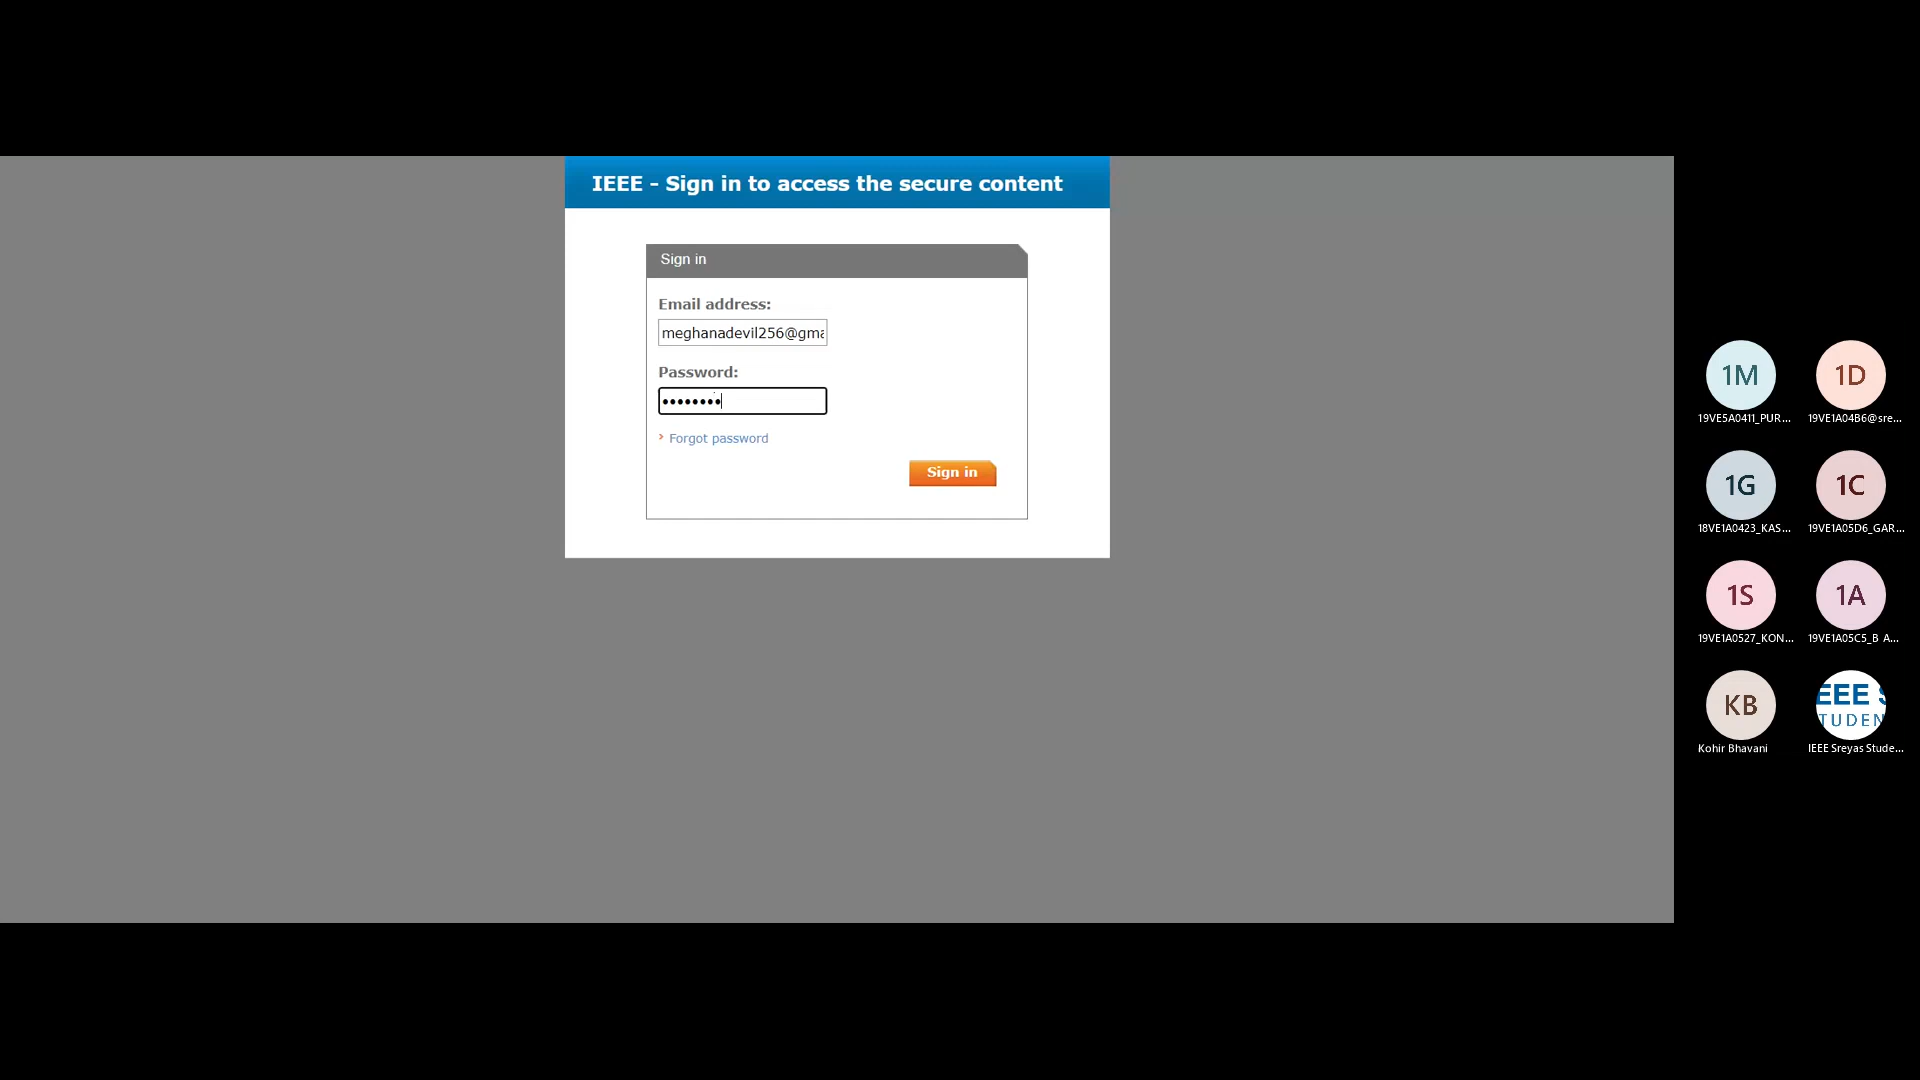 IEEE - Sign in to access the secure content
Sign in
Email address:
meghanadevil256@gma
Password:
••••••••
Forgot password
Sign in
1M
1D
19VE5A0411_PUR...
19VE1A04B6@sre...
1G
1C
18VE1A0423_KAS...
19VE1A05D6_GAR...
1S
1A
19VE1A0527_KON...
19VE1A05C5_B A...
KB
EEE S
TUDEN
Kohir Bhavani
IEEE Sreyas Stude...